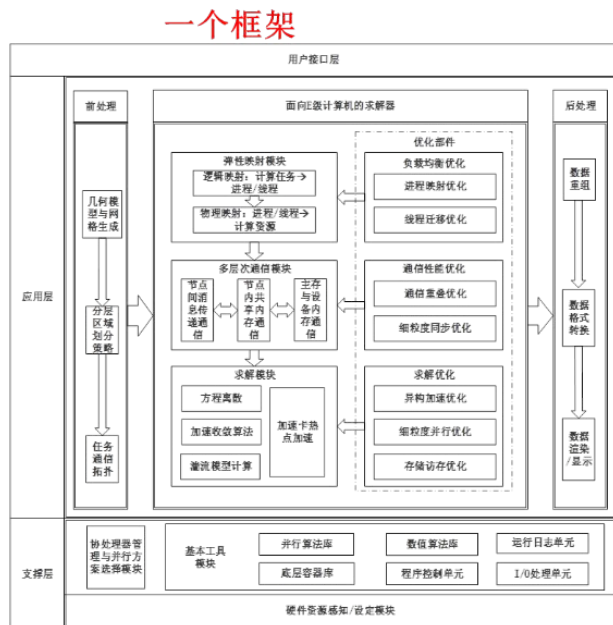 一个框架
用户接口层
应用层
前处理
几何模
型与网
格生成
分层
区域
划分
策略
任务
通信
拓扑
面向E级计算机的求解器
弹性映射模块
逻辑映射：计算任务→
进程/线程
物理映射：进程/线程→
计算资源
多层次通信模块
节点
间消
息传
递通
信
节点
内共
享内
存通信
主存
与设
备内
存通信
求解模块
方程离数
加速收敛算法
湍流模型计算
加速卡热
点加速
优化部件
负载均衡优化
进程映射优化
线程迁移优化
通信性能优化
通信重叠优化
细粒度同步优化
求解优化
异构加速优化
细粒度并行优化
存储访存优化
后处理
数据
重组
数据
格式
转换
数据
渲染
/显示
支撑层
协处理器管
理与并行方
案选择模块
基本工具
模块
并行算法库
数值算法库
运行日志单元
底层容器库
程序控制单元
I/O处理单元
硬件资源感知/设定模块